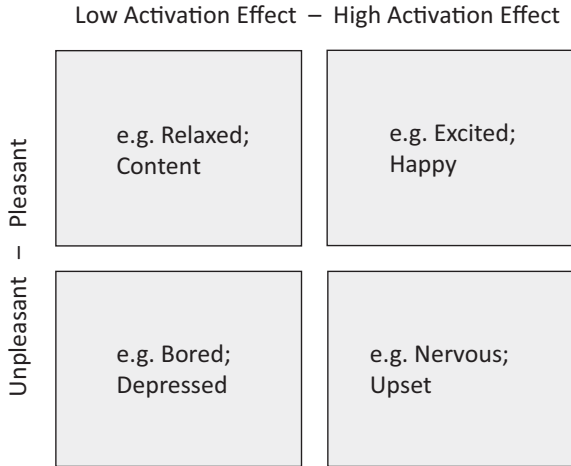 Low Activation Effect – High Activation Effect
Unpleasant – Pleasant
e.g. Relaxed;
Content
e.g. Excited;
Happy
e.g. Bored;
Depressed
e.g. Nervous;
Upset